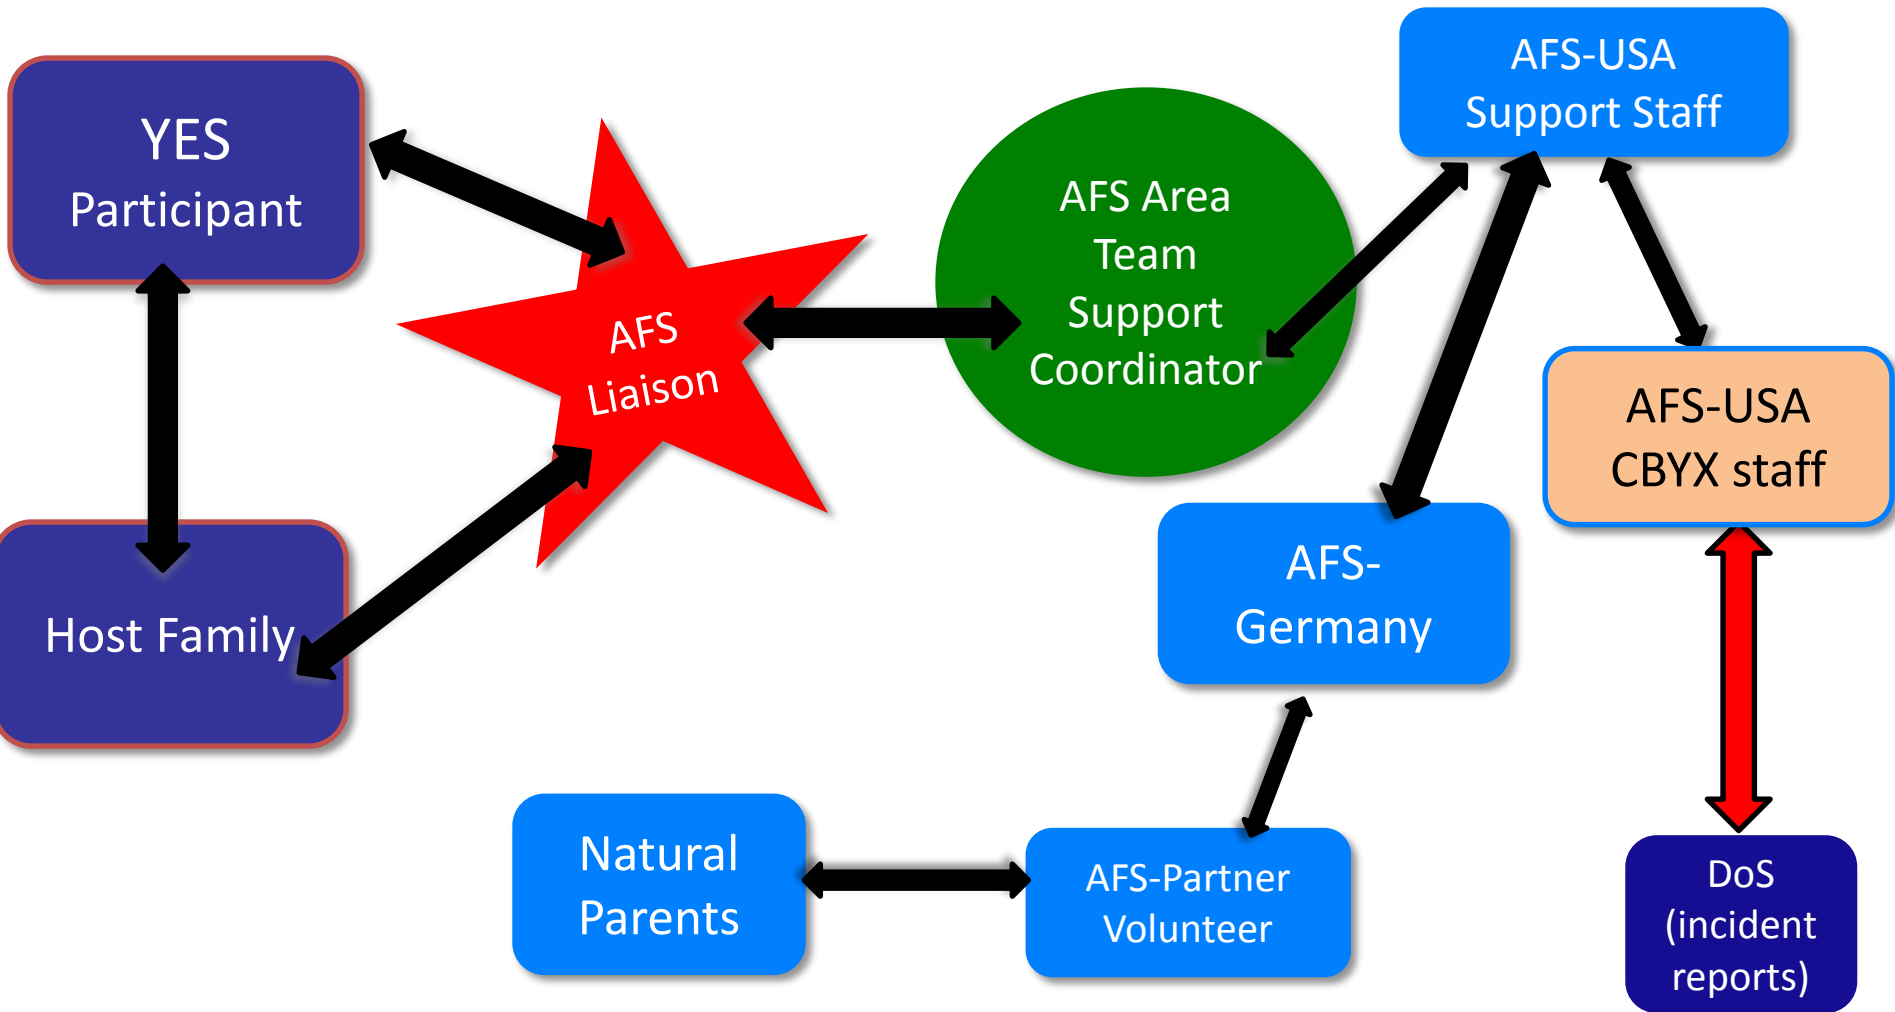 YES
Participant
AFS
Liaison
AFS Area
Team
Support
Coordinator
AFS-USA
Support Staff
AFS-USA
CBYX staff
Host Family
AFS-
Germany
Natural
Parents
AFS-Partner
Volunteer
DoS
(incident
reports)